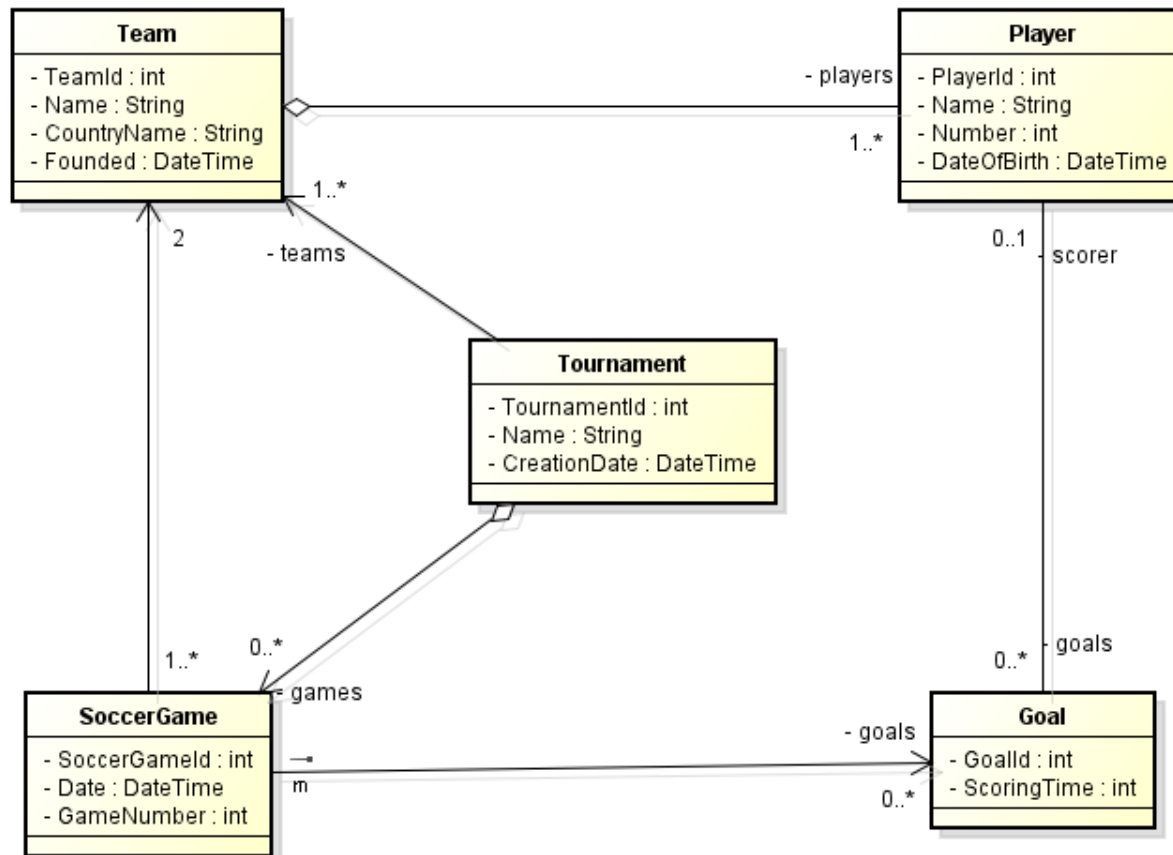 Team
- TeamId : int
- Name : String
- CountryName : String
- Founded : DateTime
Player
- PlayerId : int
- Name : String
- Number : int
- DateOfBirth : DateTime
- players
1..*
1..*
- teams
2
0..1
- scorer
Tournament
- TournamentId : int
- Name : String
- CreationDate : DateTime
0..*
- games
1..*
- goals
0..*
SoccerGame
- SoccerGameId : int
- Date : DateTime
- GameNumber : int
- goals
0..*
Goal
- GoalId : int
- ScoringTime : int